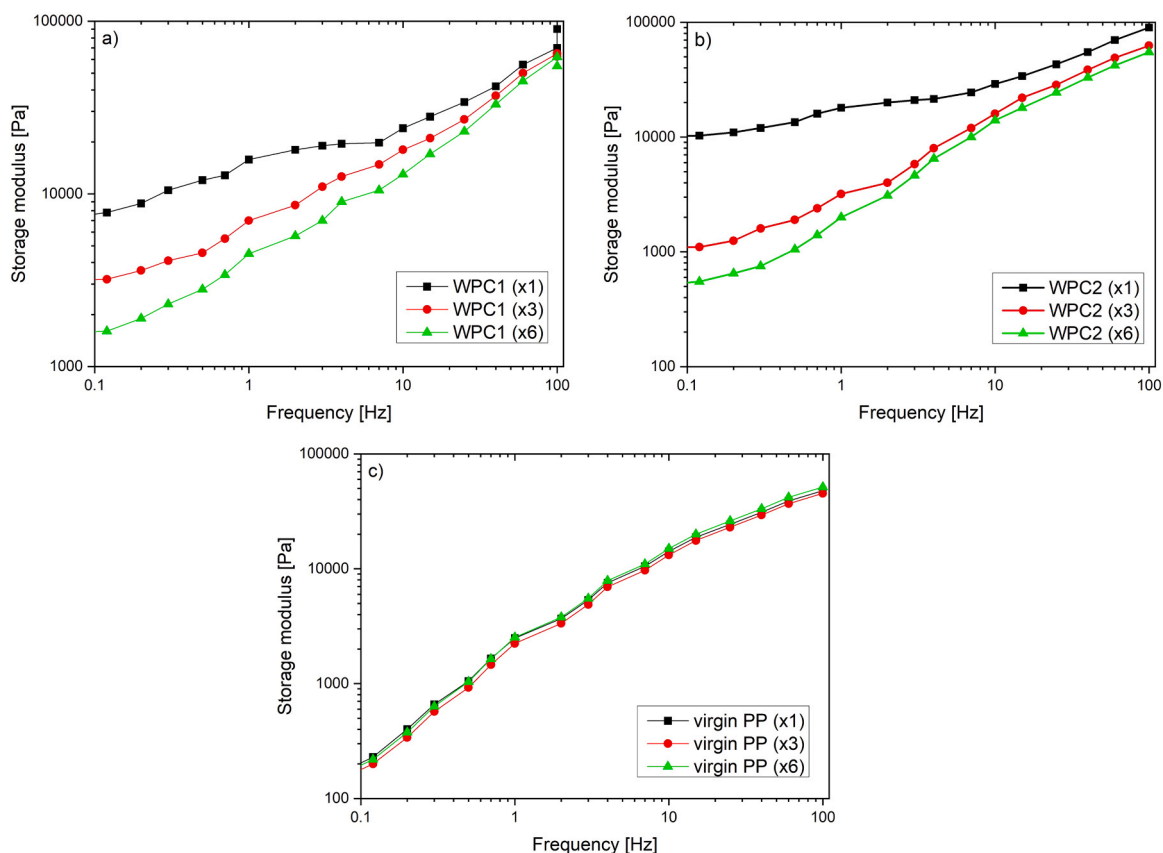 a)
100000
10000
1000
Storage modulus [Pa]
WPC1 (x1)
WPC1 (x3)
WPC1 (x6)
0.1 1 10 100
Frequency [Hz]
b)
100000
10000
1000
100
Storage modulus [Pa]
WPC2 (x1)
WPC2 (x3)
WPC2 (x6)
0.1 1 10 100
Frequency [Hz]
c)
100000
10000
1000
100
Storage modulus [Pa]
virgin PP (x1)
virgin PP (x3)
virgin PP (x6)
0.1 1 10 100
Frequency [Hz]